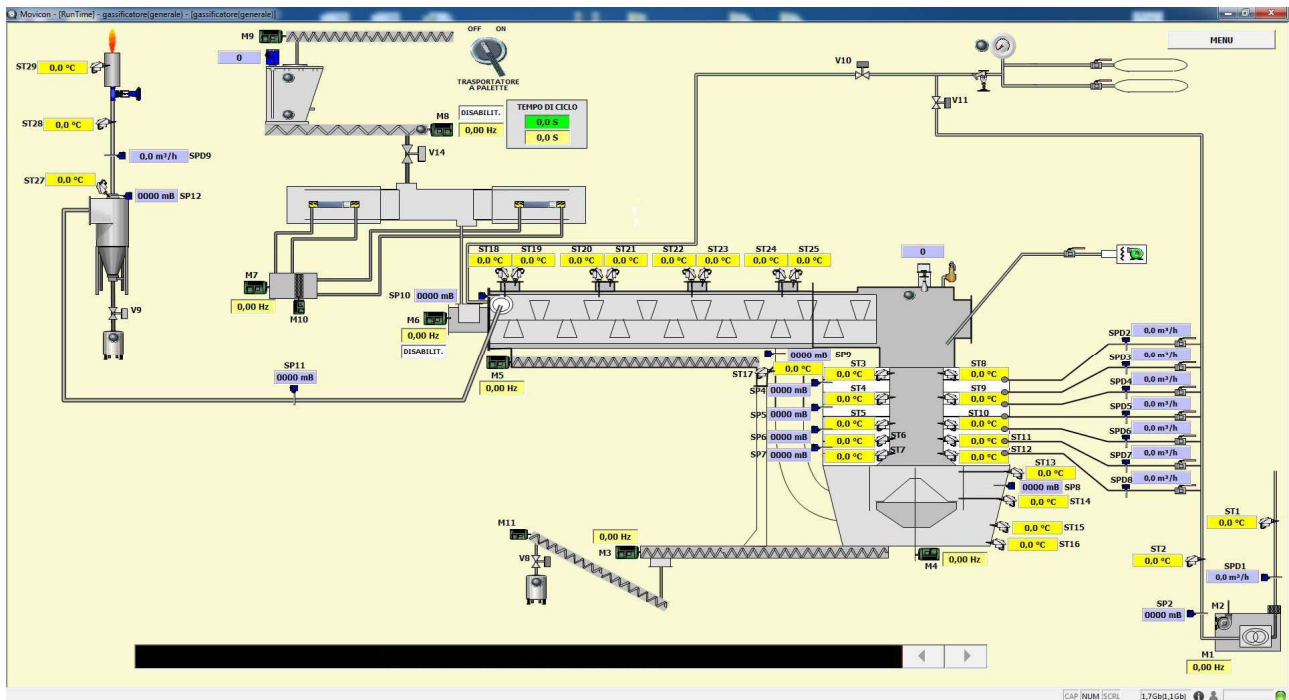 Movicon - [RunTime] - gassificatore(generale) - [gassificatore(generale)]
MENU
OFF ON
TRASPORTATORE
A PALETTE
M9
0
M8
DISABILIT.
0,00 Hz
TEMPO DI CICLO
0,0 S
0,0 S
V14
V10
V11
ST29 0,0 °C
ST28 0,0 °C
0,0 m³/h SPD9
ST27 0,0 °C
0000 mB SP12
V9
M7
0,00 Hz
M10
SP11
0000 mB
ST18 ST19 ST20 ST21 ST22 ST23 ST24 ST25
0,0 °C 0,0 °C 0,0 °C 0,0 °C 0,0 °C 0,0 °C 0,0 °C 0,0 °C
0
SP10 0000 mB
M6
0,00 Hz
DISABILIT.
M5
0,00 Hz
0000 mB SP9
ST17 0,0 °C
ST3 0,0 °C
ST8 0,0 °C
SP4 0000 mB
ST4 0,0 °C
ST9 0,0 °C
SP5 0000 mB
ST5 0,0 °C
ST10 0,0 °C
SP6 0000 mB
0,0 °C ST6
0,0 °C ST11
SP7 0000 mB
0,0 °C ST7
0,0 °C ST12
SPD2 0,0 m³/h
SPD3 0,0 m³/h
SPD4 0,0 m³/h
SPD5 0,0 m³/h
SPD6 0,0 m³/h
SPD7 0,0 m³/h
SPD8 0,0 m³/h
ST13
0,0 °C
0000 mB SP8
0,0 °C ST14
0,0 °C ST15
0,0 °C ST16
M11
V8
0,00 Hz
M3
M4
0,00 Hz
ST1
0,0 °C
ST2
0,0 °C
SPD1
0,0 m³/h
SP2
0000 mB
M2
M1
0,00 Hz
CAP NUM SCRL 1,7Gb(1,1Gb)